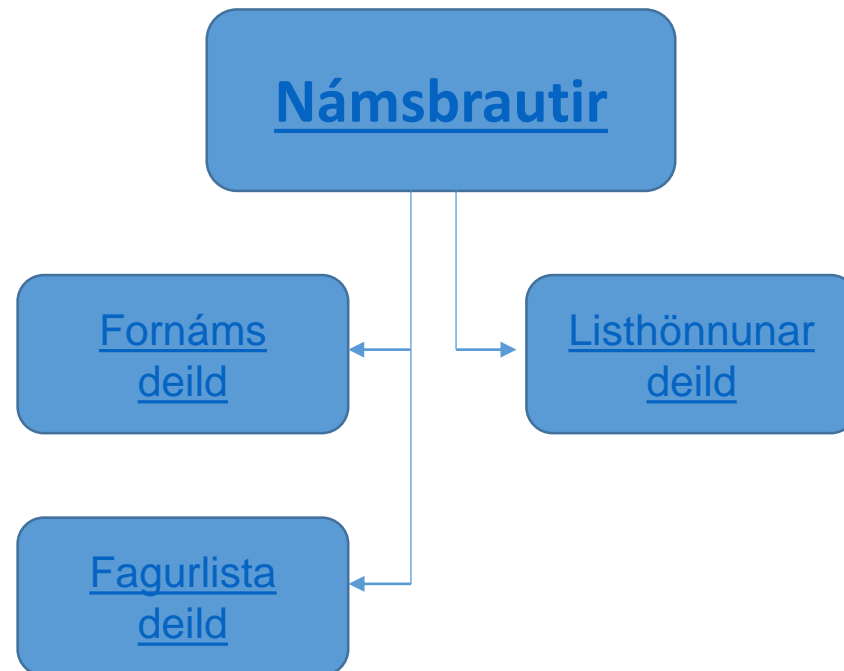 Námsbrautir
Fornáms
deild
Listhönnunar
deild
Fagurlista
deild